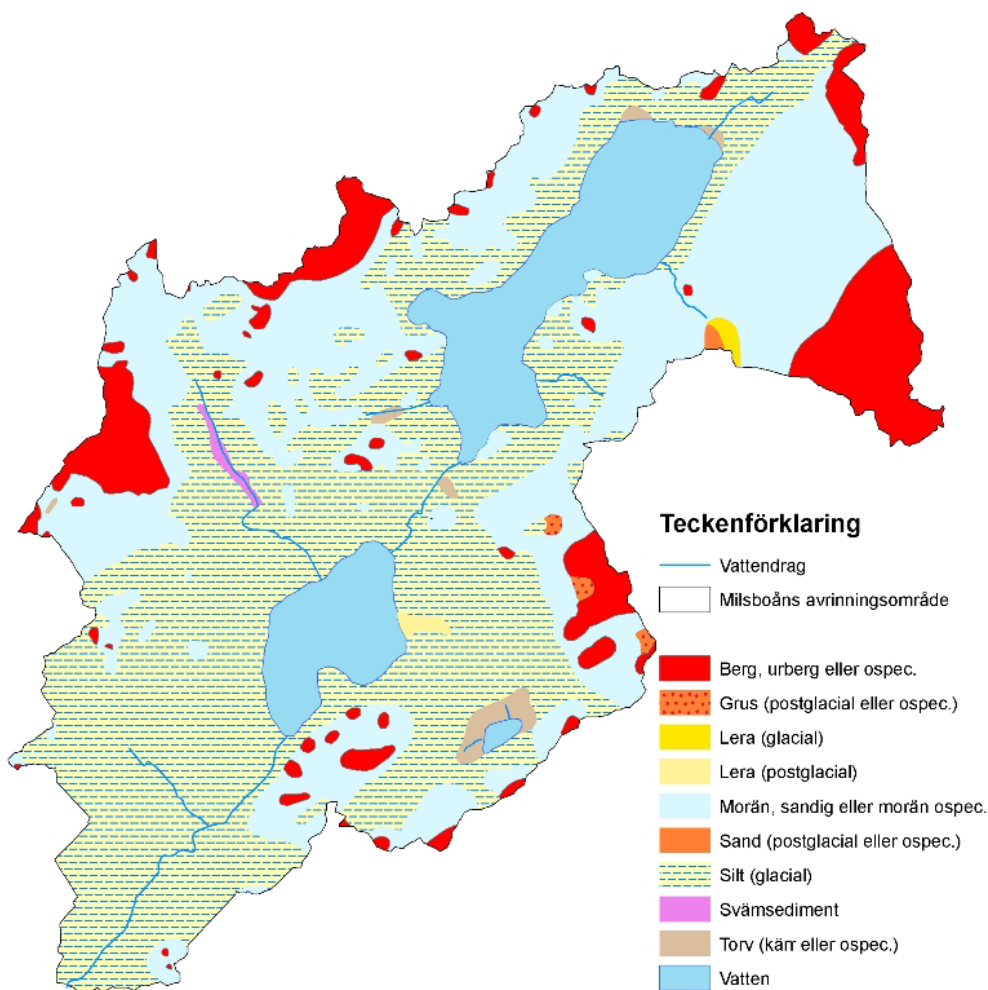 Teckenförklaring
Vattendrag
Milsboåns avrinningsområde
Berg, urberg eller ospec.
Grus (postglacial eller ospec.)
Lera (glacial)
Lera (postglacial)
Morän, sandig eller morän ospec.
Sand (postglacial eller ospec.)
Silt (glacial)
Svämsediment
Torv (kärr eller ospec.)
Vatten